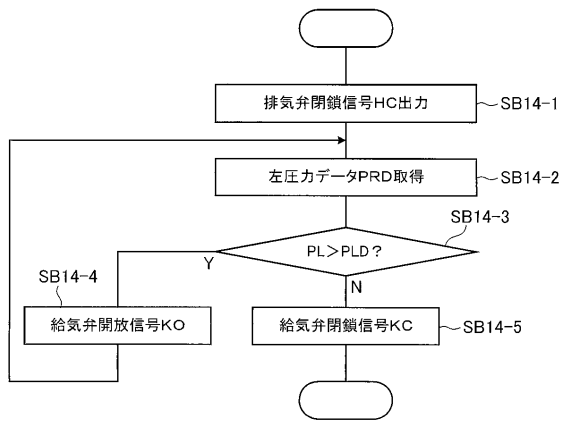 排気弁閉鎖信号HC出力
SB14-1
左圧力データPRD取得
SB14-2
SB14-3
PL>PLD?
Y
N
SB14-4
給気弁開放信号KO
給気弁閉鎖信号KC
SB14-5